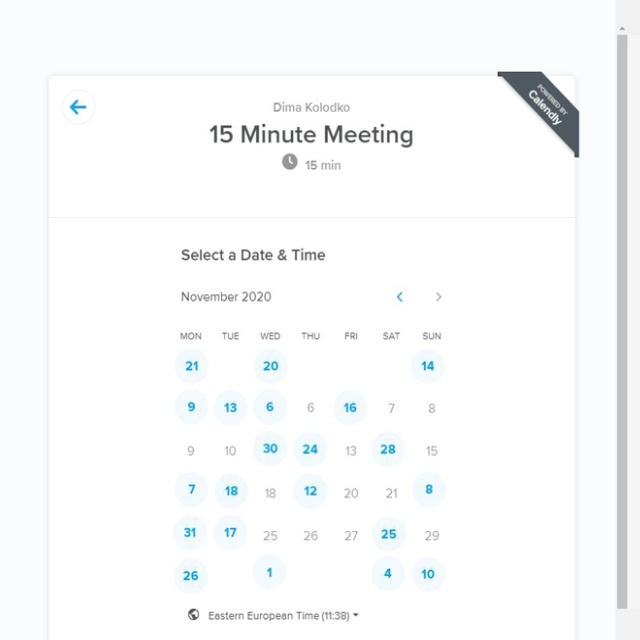 POWERED BY
Calendly
Dima Kolodko
15 Minute Meeting
15 min
Select a Date & Time
November 2020
MON TUE WED THU FRI SAT SUN
21 20 14
9 13 6 6 16 7 8
9 10 30 24 13 28 15
7 18 18 12 20 21 8
31 17 25 26 27 25 29
26 1 4 10
Eastern European Time (11:38)